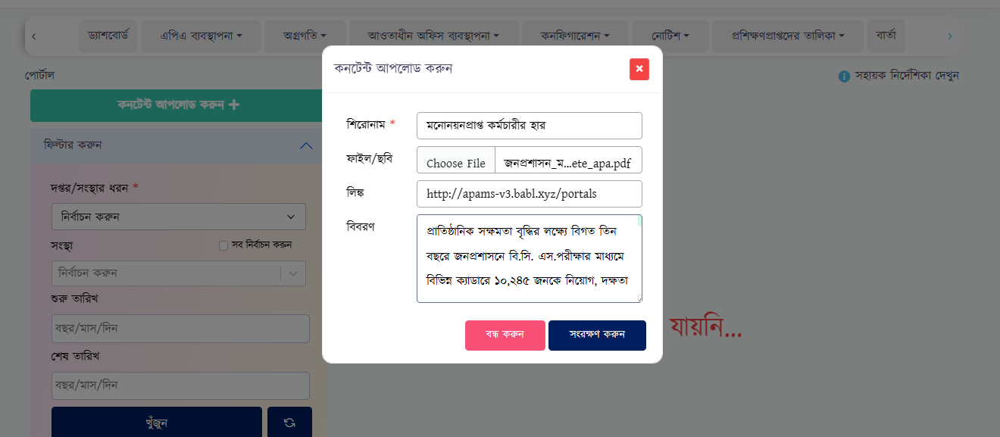 ড্যাশবোর্ড এপিএ ব্যবস্থাপনা অগ্রগতি আওতাধীন অফিস ব্যবস্থাপনা কনফিগারেশন নোটিশ প্রশিক্ষণপ্রাপ্তদের তালিকা বার্তা
পোর্টাল
সহায়ক নির্দেশিকা দেখুন
কনটেন্ট আপলোড করুন
ফিল্টার করুন
দপ্তর/সংস্থার ধরন *
নির্বাচন করুন
সংস্থা
সব নির্বাচন করুন
নির্বাচন করুন
শুরু তারিখ
বছর/মাস/দিন
শেষ তারিখ
বছর/মাস/দিন
খুঁজুন
কনটেন্ট আপলোড করুন
শিরোনাম * মনোনয়নপ্রাপ্ত কর্মচারীর হার
ফাইল/ছবি Choose File জনপ্রশাসন_ম...ete_apa.pdf
লিঙ্ক http://apams-v3.babl.xyz/portals
বিবরণ প্রাতিষ্ঠানিক সক্ষমতা বৃদ্ধির লক্ষ্যে বিগত তিন
বছরে জনপ্রশাসনে বি.সি. এস.পরীক্ষার মাধ্যমে
বিভিন্ন ক্যাডারে ১০,২৪৫ জনকে নিয়োগ, দক্ষতা
বন্ধ করুন সংরক্ষণ করুন
যায়নি...